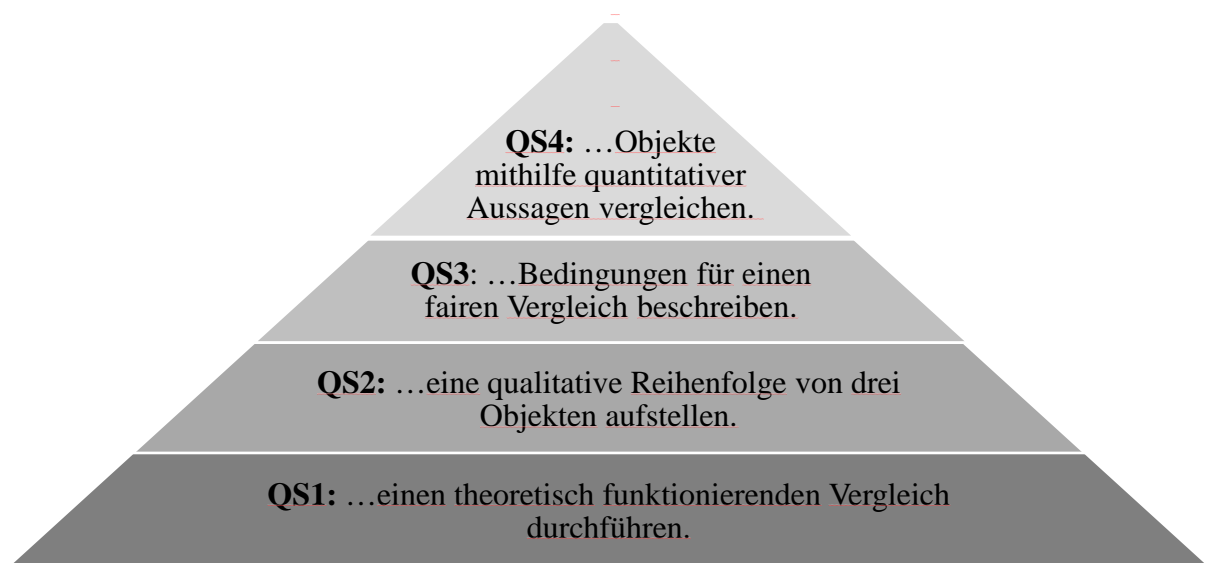 QS4: …Objekte
mithilfe quantitativer
Aussagen vergleichen.
QS3: …Bedingungen für einen
fairen Vergleich beschreiben.
QS2: …eine qualitative Reihenfolge von drei
Objekten aufstellen.
QS1: …einen theoretisch funktionierenden Vergleich
durchführen.